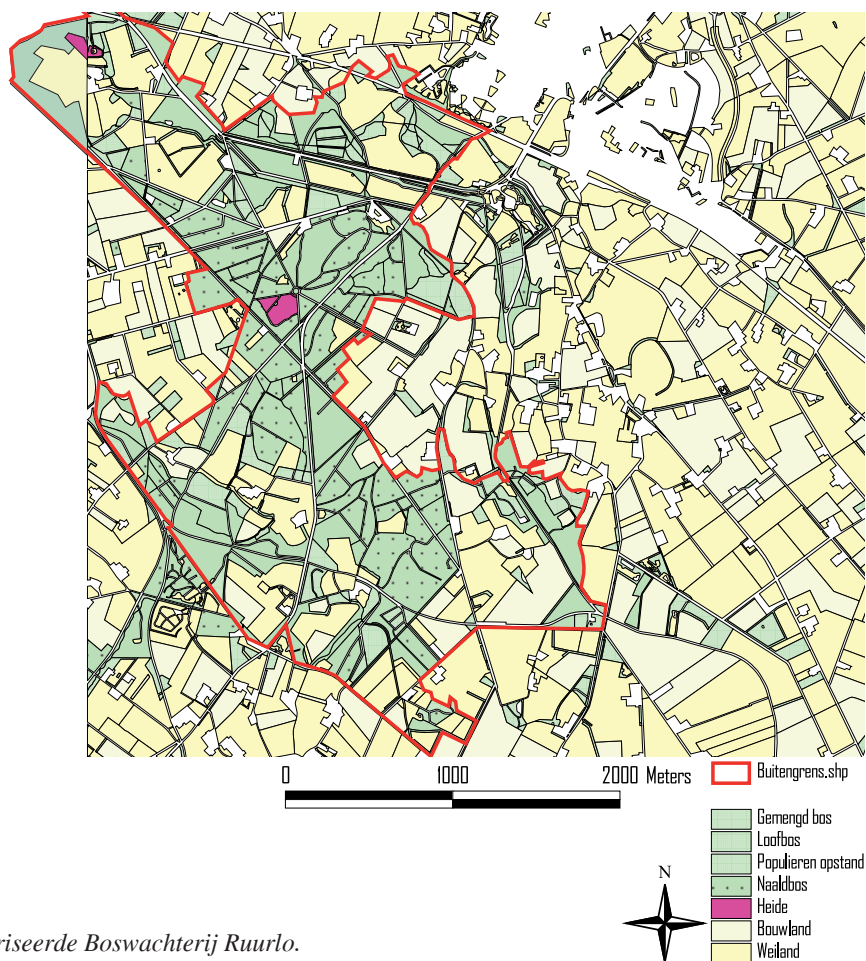 0 1000 2000 Meters
Buitengrens.shp
Gemengd bos
Loofbos
Populieren opstand
Naaldbos
Heide
Bouwland
Weiland
N
riseerde Boswachterij Ruurlo.